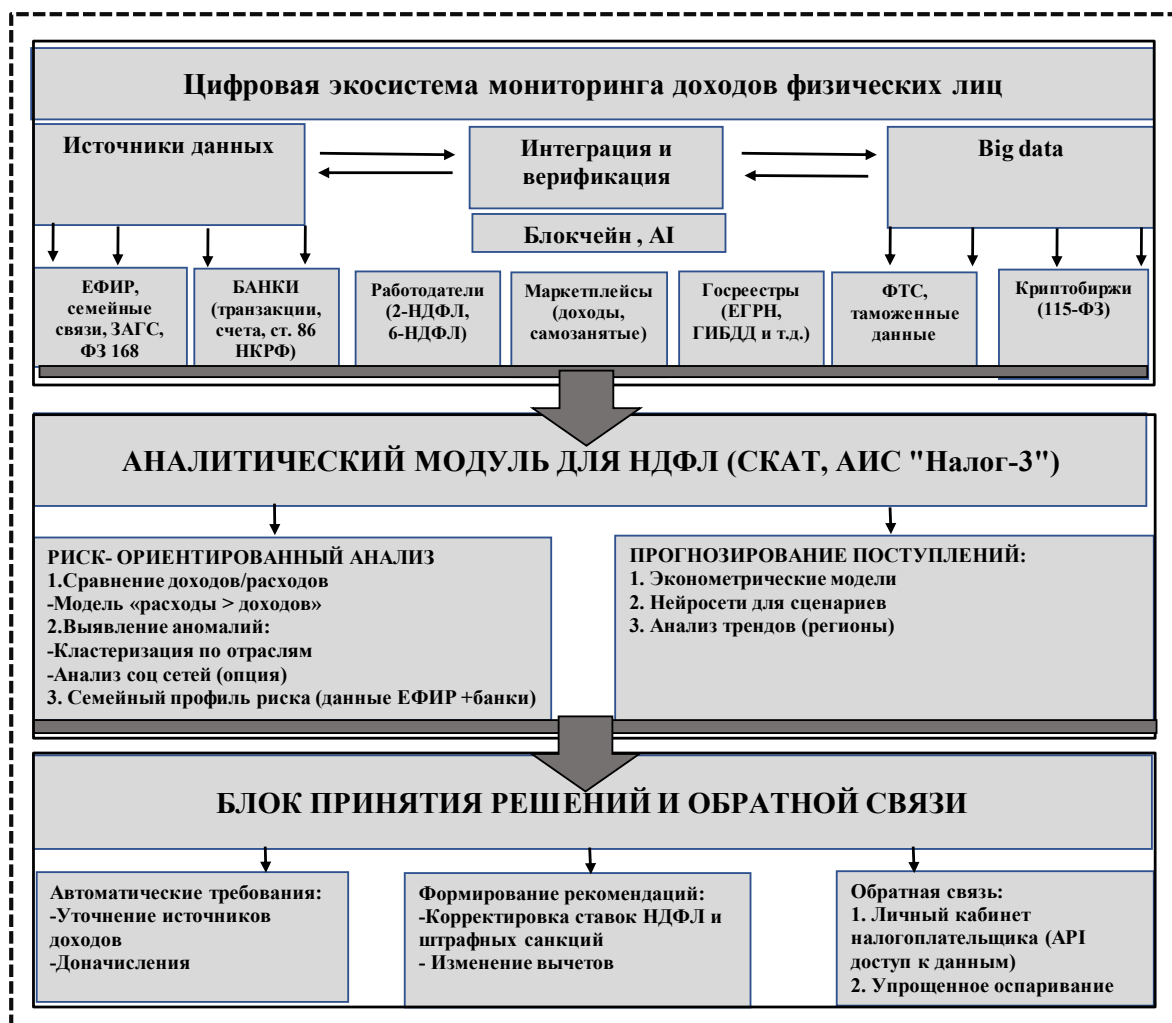 Цифровая экосистема мониторинга доходов физических лиц
Источники данных
Интеграция и
верификация
Big data
Блокчейн , AI
ЕФИР,
семейные
связи, ЗАГС,
ФЗ 168
БАНКИ
(транзакции,
счета, ст. 86
НКРФ)
Работодатели
(2-НДФЛ,
6-НДФЛ)
Маркетплейсы
(доходы,
самозанятые)
Госреестры
(ЕГРН,
ГИБДД и т.д.)
ФТС,
таможенные
данные
Криптобиржи
(115-ФЗ)
АНАЛИТИЧЕСКИЙ МОДУЛЬ ДЛЯ НДФЛ (СКАТ, АИС "Налог-3")
РИСК- ОРИЕНТИРОВАННЫЙ АНАЛИЗ
1.Сравнение доходов/расходов
-Модель «расходы > доходов»
2.Выявление аномалий:
-Кластеризация по отраслям
-Анализ соц сетей (опция)
3. Семейный профиль риска (данные ЕФИР +банки)
ПРОГНОЗИРОВАНИЕ ПОСТУПЛЕНИЙ:
1. Эконометрические модели
2. Нейросети для сценариев
3. Анализ трендов (регионы)
БЛОК ПРИНЯТИЯ РЕШЕНИЙ И ОБРАТНОЙ СВЯЗИ
Автоматические требования:
-Уточнение источников
доходов
-Доначисления
Формирование рекомендаций:
-Корректировка ставок НДФЛ и
штрафных санкций
- Изменение вычетов
Обратная связь:
1. Личный кабинет
налогоплательщика (API
доступ к данным)
2. Упрощенное оспаривание